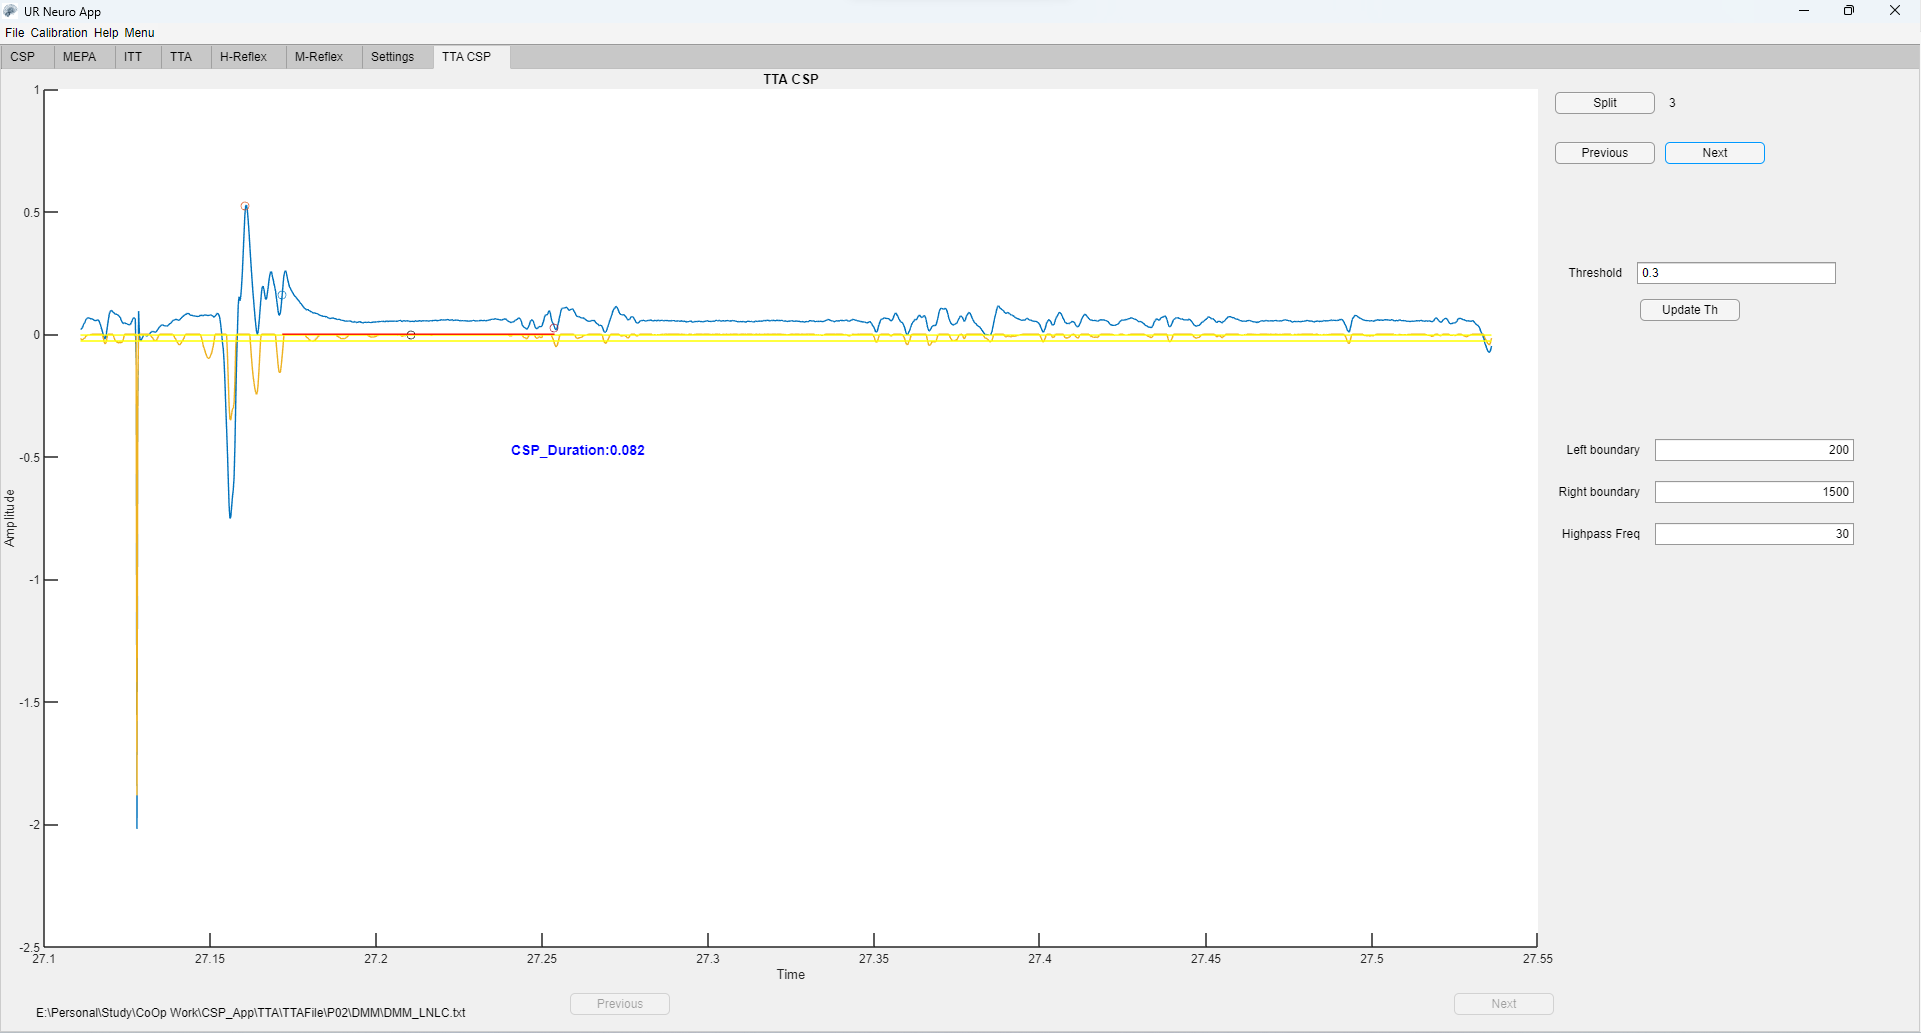 UR Neuro App
File Calibration Help Menu
CSP MEPA ITT TTA H-Reflex M-Reflex Settings TTA CSP
TTA CSP
Split 3
Previous Next
Threshold 0.3
Update Th
Left boundary 200
Right boundary 1500
Highpass Freq 30
1
0.5
0
-0.5
-1
-1.5
-2
-2.5
Amplitude
CSP_Duration:0.082
27.1 27.15 27.2 27.25 27.3 27.35 27.4 27.45 27.5 27.55
Time
Previous Next
E:\Personal\Study\CoOp Work\CSP_App\TTA\TTAFile\P02\DMM\DMM_LNLC.txt